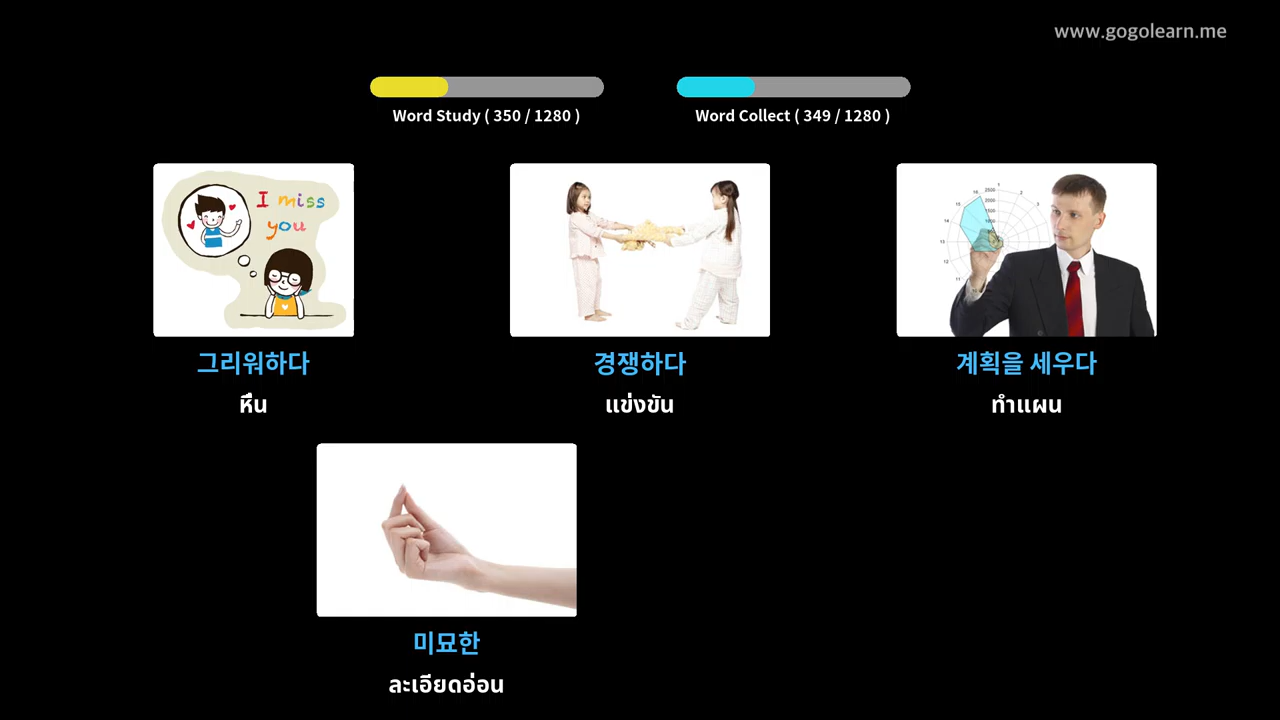 www.gogolearn.me
Word Study ( 350 / 1280 )
Word Collect ( 349 / 1280 )
I miss
you
그리워하다
경쟁하다
계획을 세우다
หื่น
แข่งขัน
ทำแผน
미묘한
ละเอียดอ่อน